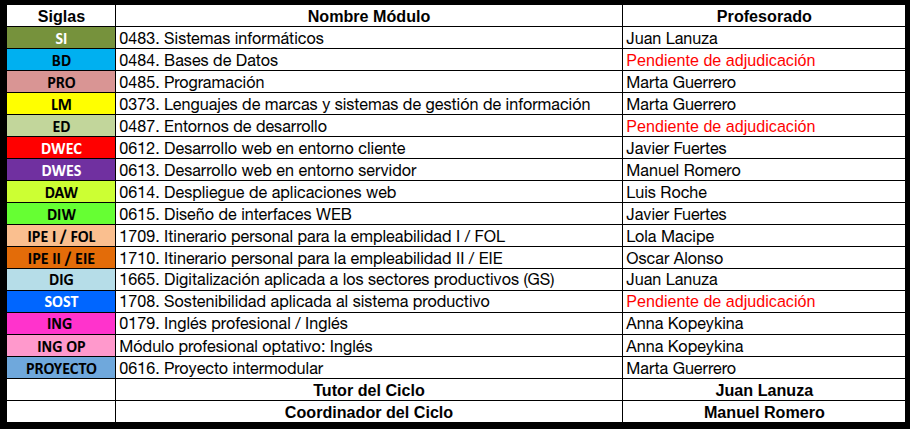 Siglas Nombre Módulo Profesorado
SI 0483. Sistemas informáticos Juan Lanuza
BD 0484. Bases de Datos Pendiente de adjudicación
PRO 0485. Programación Marta Guerrero
LM 0373. Lenguajes de marcas y sistemas de gestión de información Marta Guerrero
ED 0487. Entornos de desarrollo Pendiente de adjudicación
DWEC 0612. Desarrollo web en entorno cliente Javier Fuertes
DWES 0613. Desarrollo web en entorno servidor Manuel Romero
DAW 0614. Despliegue de aplicaciones web Luis Roche
DIW 0615. Diseño de interfaces WEB Javier Fuertes
IPE I / FOL 1709. Itinerario personal para la empleabilidad I / FOL Lola Macipe
IPE II / EIE 1710. Itinerario personal para la empleabilidad II / EIE Oscar Alonso
DIG 1665. Digitalización aplicada a los sectores productivos (GS) Juan Lanuza
SOST 1708. Sostenibilidad aplicada al sistema productivo Pendiente de adjudicación
ING 0179. Inglés profesional / Inglés Anna Kopeykina
ING OP Módulo profesional optativo: Inglés Anna Kopeykina
PROYECTO 0616. Proyecto intermodular Marta Guerrero
Tutor del Ciclo Juan Lanuza
Coordinador del Ciclo Manuel Romero